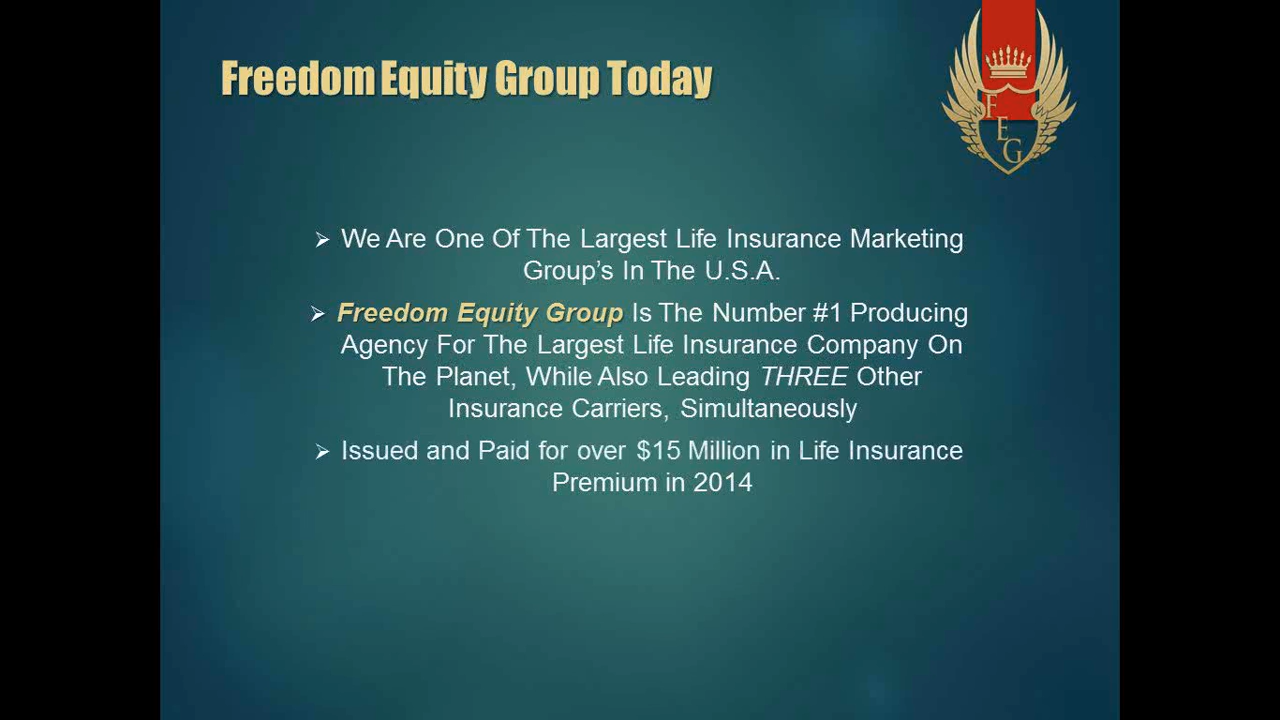 Freedom Equity Group Today
F
E
G
➢ We Are One Of The Largest Life Insurance Marketing
Group's In The U.S.A.
➢ Freedom Equity Group Is The Number #1 Producing
Agency For The Largest Life Insurance Company On
The Planet, While Also Leading THREE Other
Insurance Carriers, Simultaneously
➢ Issued and Paid for over $15 Million in Life Insurance
Premium in 2014